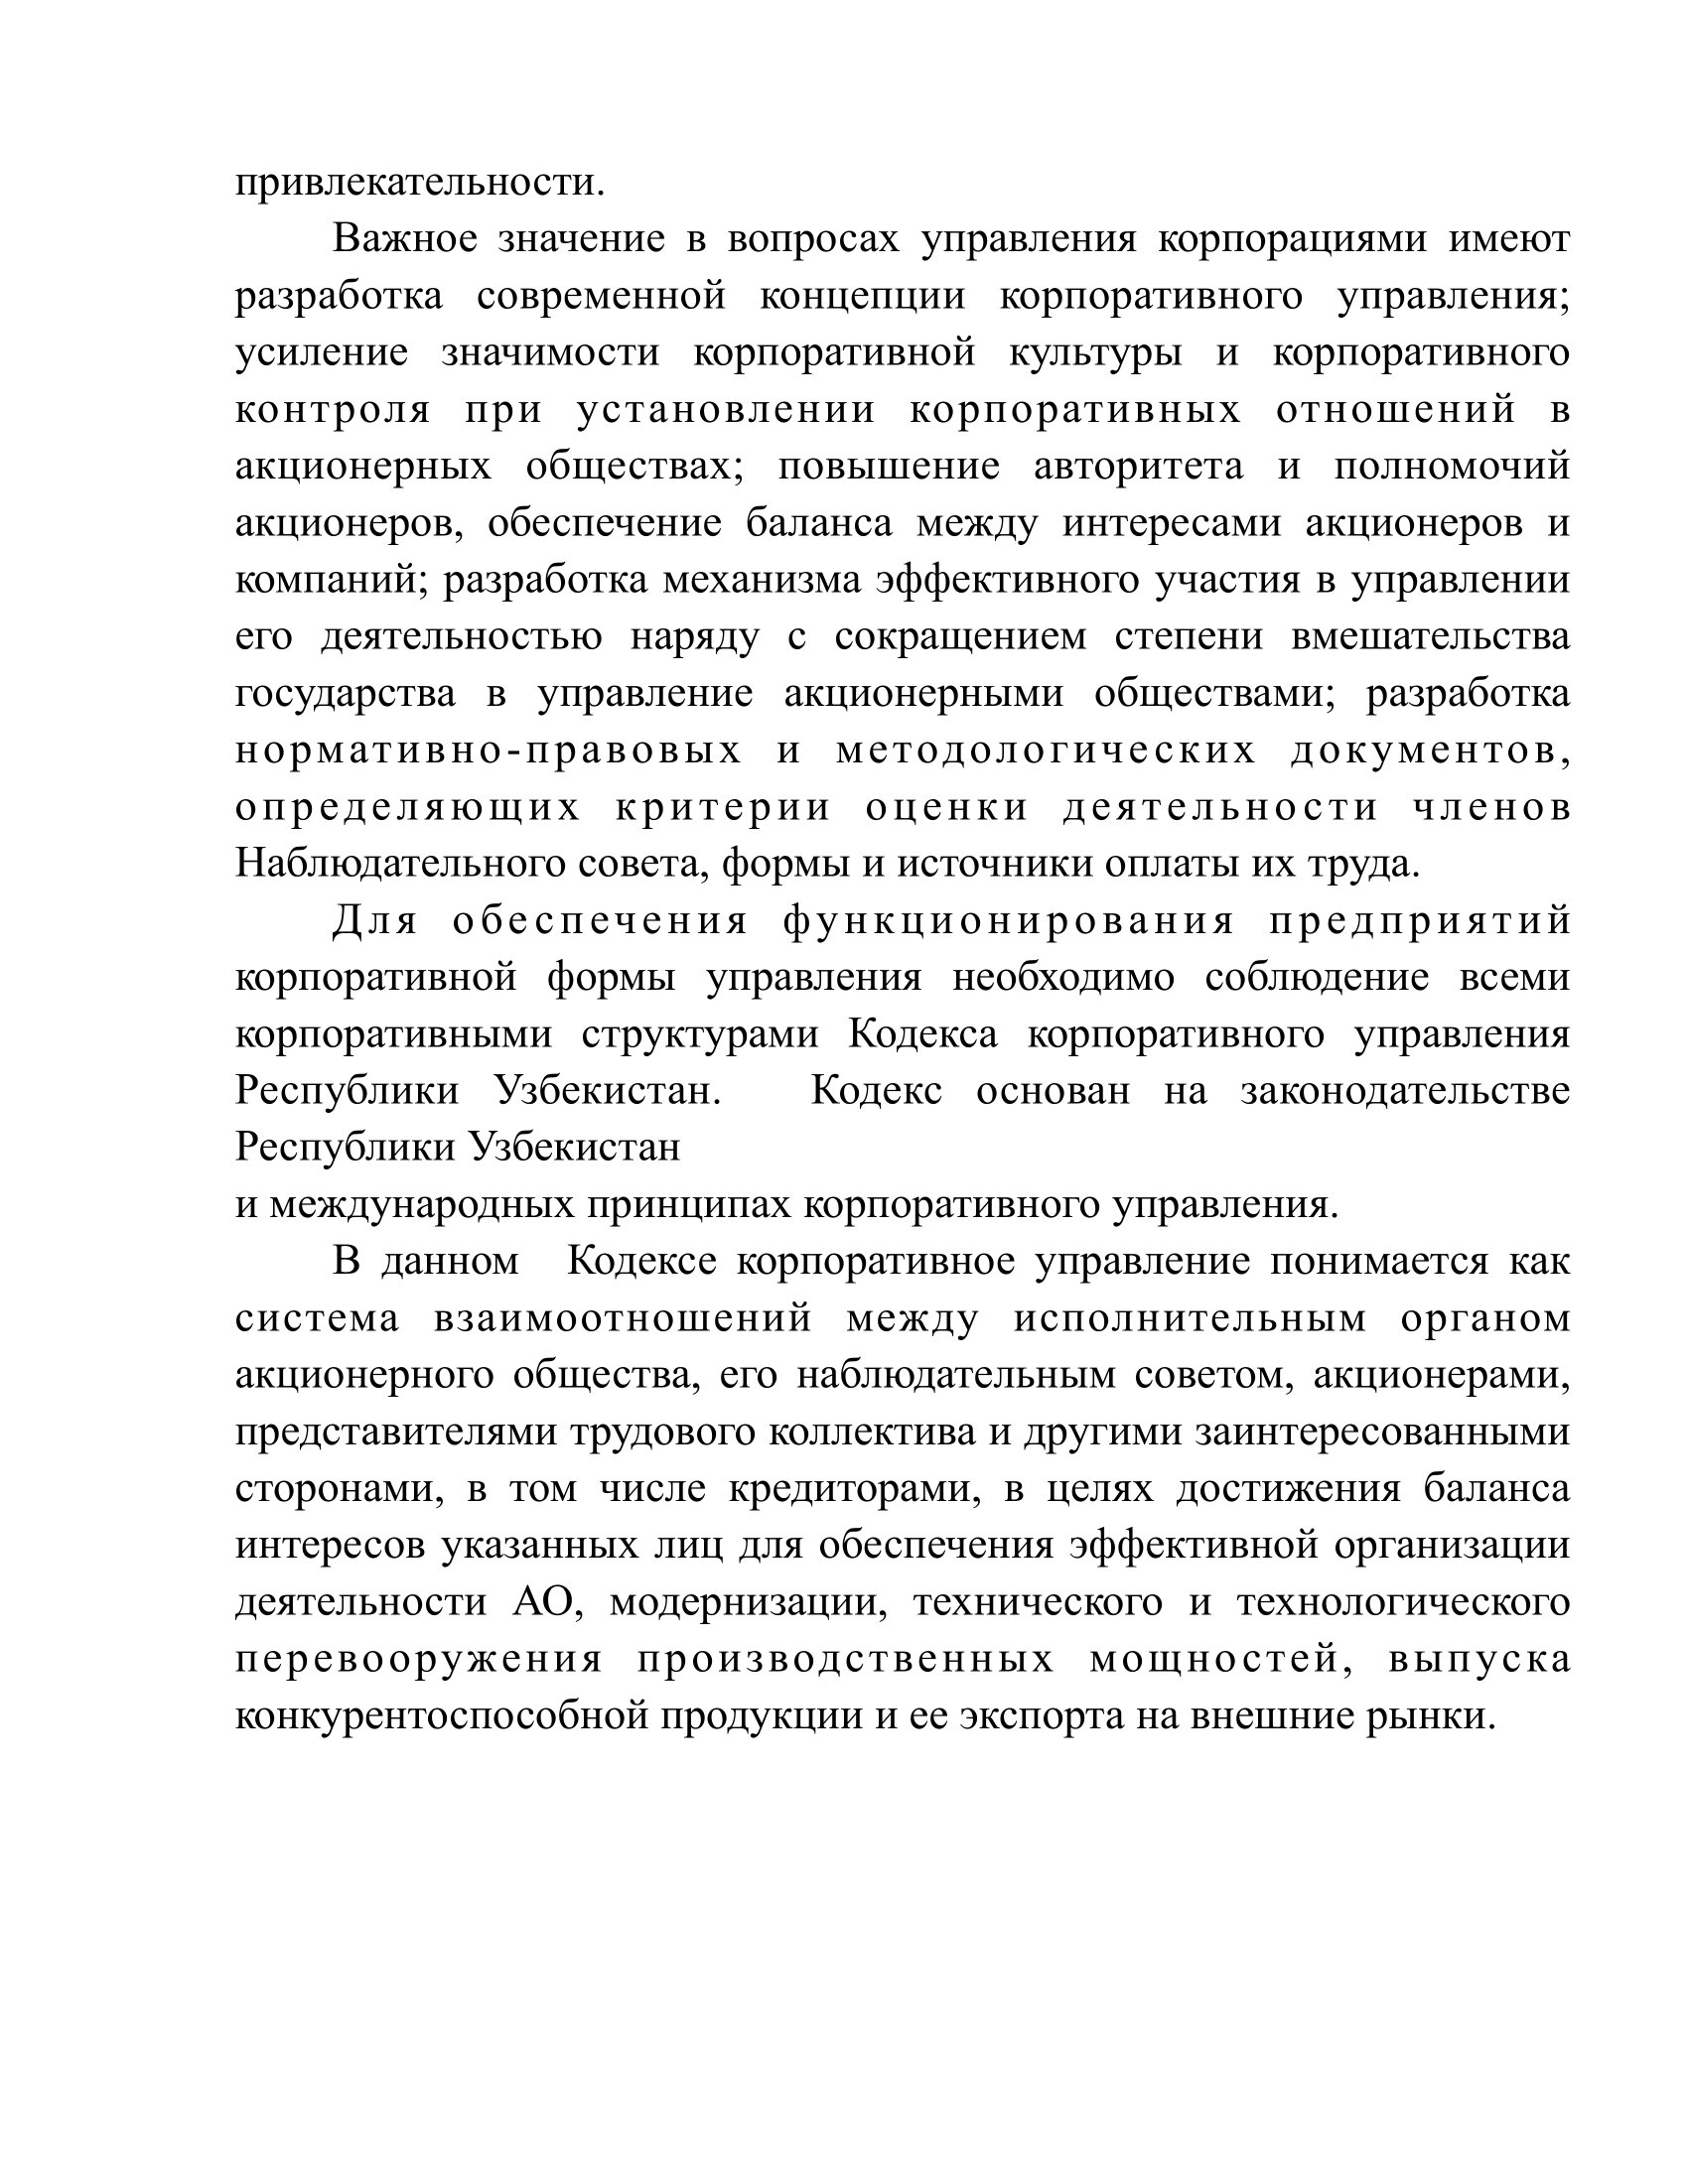 привлекательности.
Важное значение в вопросах управления корпорациями имеют
разработка современной концепции корпоративного управления;
усиление значимости корпоративной культуры и корпоративного
контроля при установлении корпоративных отношений в
акционерных обществах; повышение авторитета и полномочий
акционеров, обеспечение баланса между интересами акционеров и
компаний; разработка механизма эффективного участия в управлении
его деятельностью наряду с сокращением степени вмешательства
государства в управление акционерными обществами; разработка
нормативно-правовых и методологических документов,
определяющих критерии оценки деятельности членов
Наблюдательного совета, формы и источники оплаты их труда.
Для обеспечения функционирования предприятий
корпоративной формы управления необходимо соблюдение всеми
корпоративными структурами Кодекса корпоративного управления
Республики Узбекистан. Кодекс основан на законодательстве
Республики Узбекистан
и международных принципах корпоративного управления.
В данном Кодексе корпоративное управление понимается как
система взаимоотношений между исполнительным органом
акционерного общества, его наблюдательным советом, акционерами,
представителями трудового коллектива и другими заинтересованными
сторонами, в том числе кредиторами, в целях достижения баланса
интересов указанных лиц для обеспечения эффективной организации
деятельности АО, модернизации, технического и технологического
перевооружения производственных мощностей, выпуска
конкурентоспособной продукции и ее экспорта на внешние рынки.